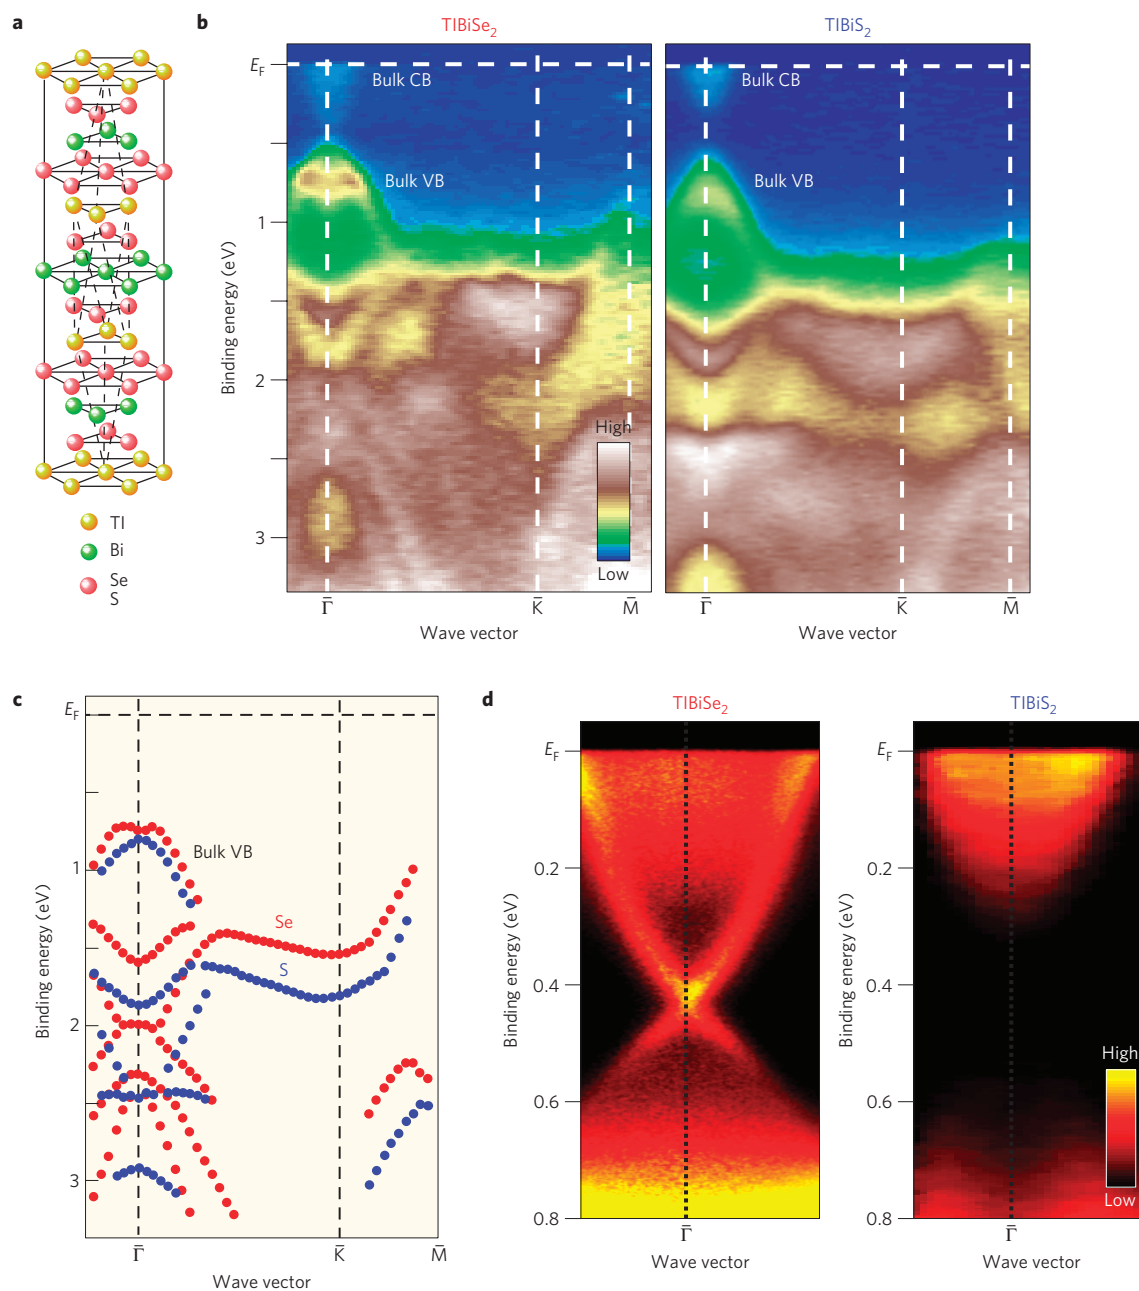 a
Tl
Bi
Se
S
b
TlBiSe2
TlBiS2
EF
Bulk CB
Bulk VB
Bulk CB
Bulk VB
1
2
3
Binding energy (eV)
High
Low
Γ̄
K̄
M̄
Γ̄
K̄
M̄
Wave vector
Wave vector
c
EF
Bulk VB
Se
S
1
2
3
Binding energy (eV)
Γ̄
K̄
M̄
Wave vector
d
TlBiSe2
TlBiS2
EF
0.2
0.4
0.6
0.8
Binding energy (eV)
Γ̄
Wave vector
EF
0.2
0.4
0.6
0.8
Binding energy (eV)
High
Low
Γ̄
Wave vector